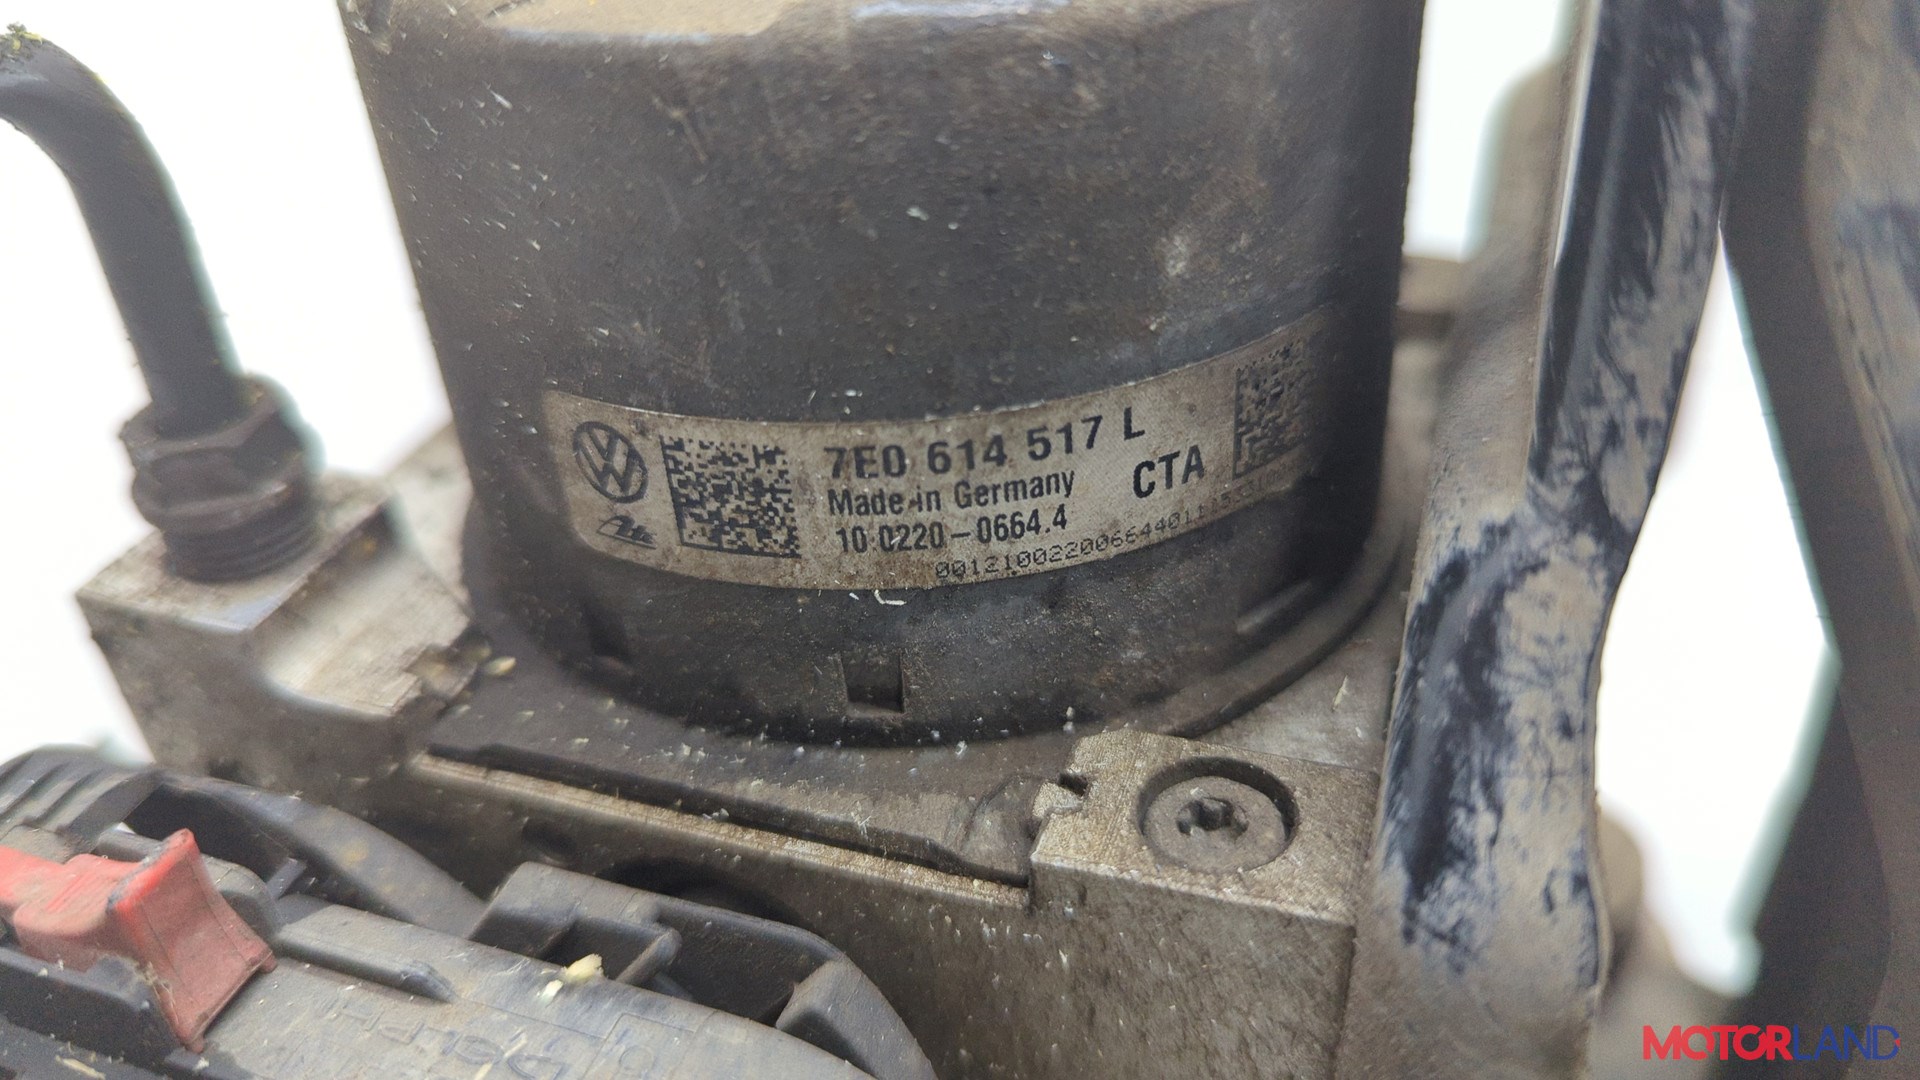 7E0 614 517 L
Made in Germany
CTA
10.0220-0664.4
MOTORLAND